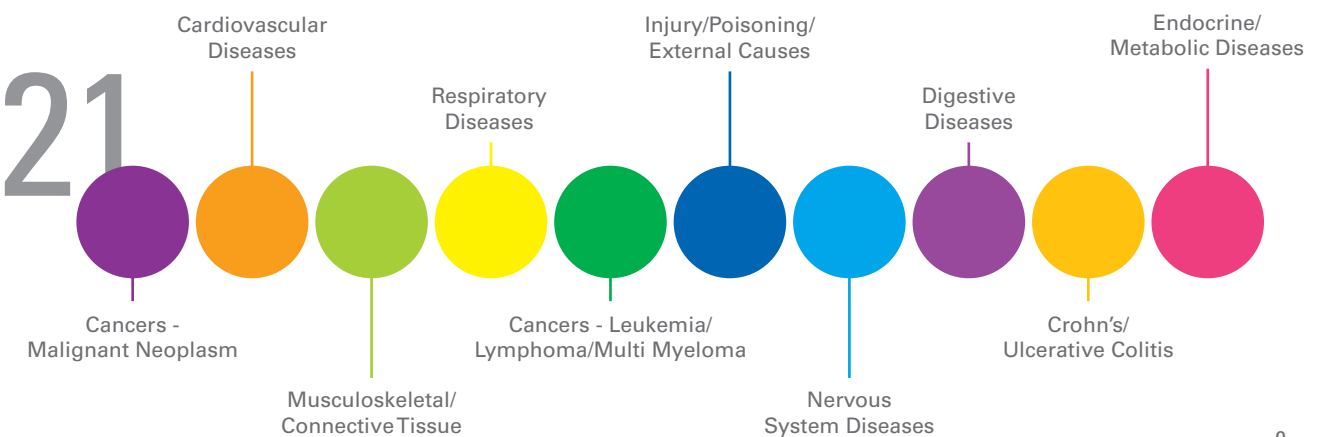 21
Cardiovascular
Diseases
Respiratory
Diseases
Injury/Poisoning/
External Causes
Digestive
Diseases
Endocrine/
Metabolic Diseases
Cancers -
Malignant Neoplasm
Musculoskeletal/
Connective Tissue
Cancers - Leukemia/
Lymphoma/Multi Myeloma
Nervous
System Diseases
Crohn's/
Ulcerative Colitis